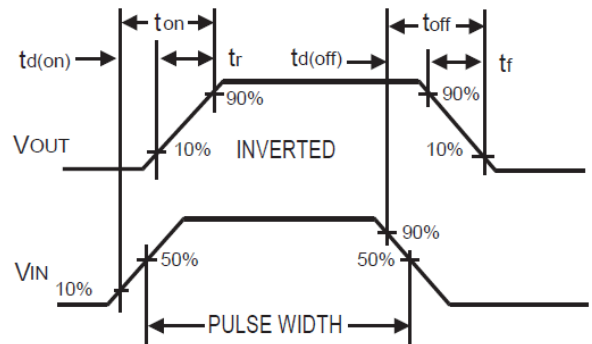 ton toff
td(on) tr td(off) tf
90% 90%
VOUT 10% INVERTED 10%
90%
VIN 50% 50%
10%
PULSE WIDTH